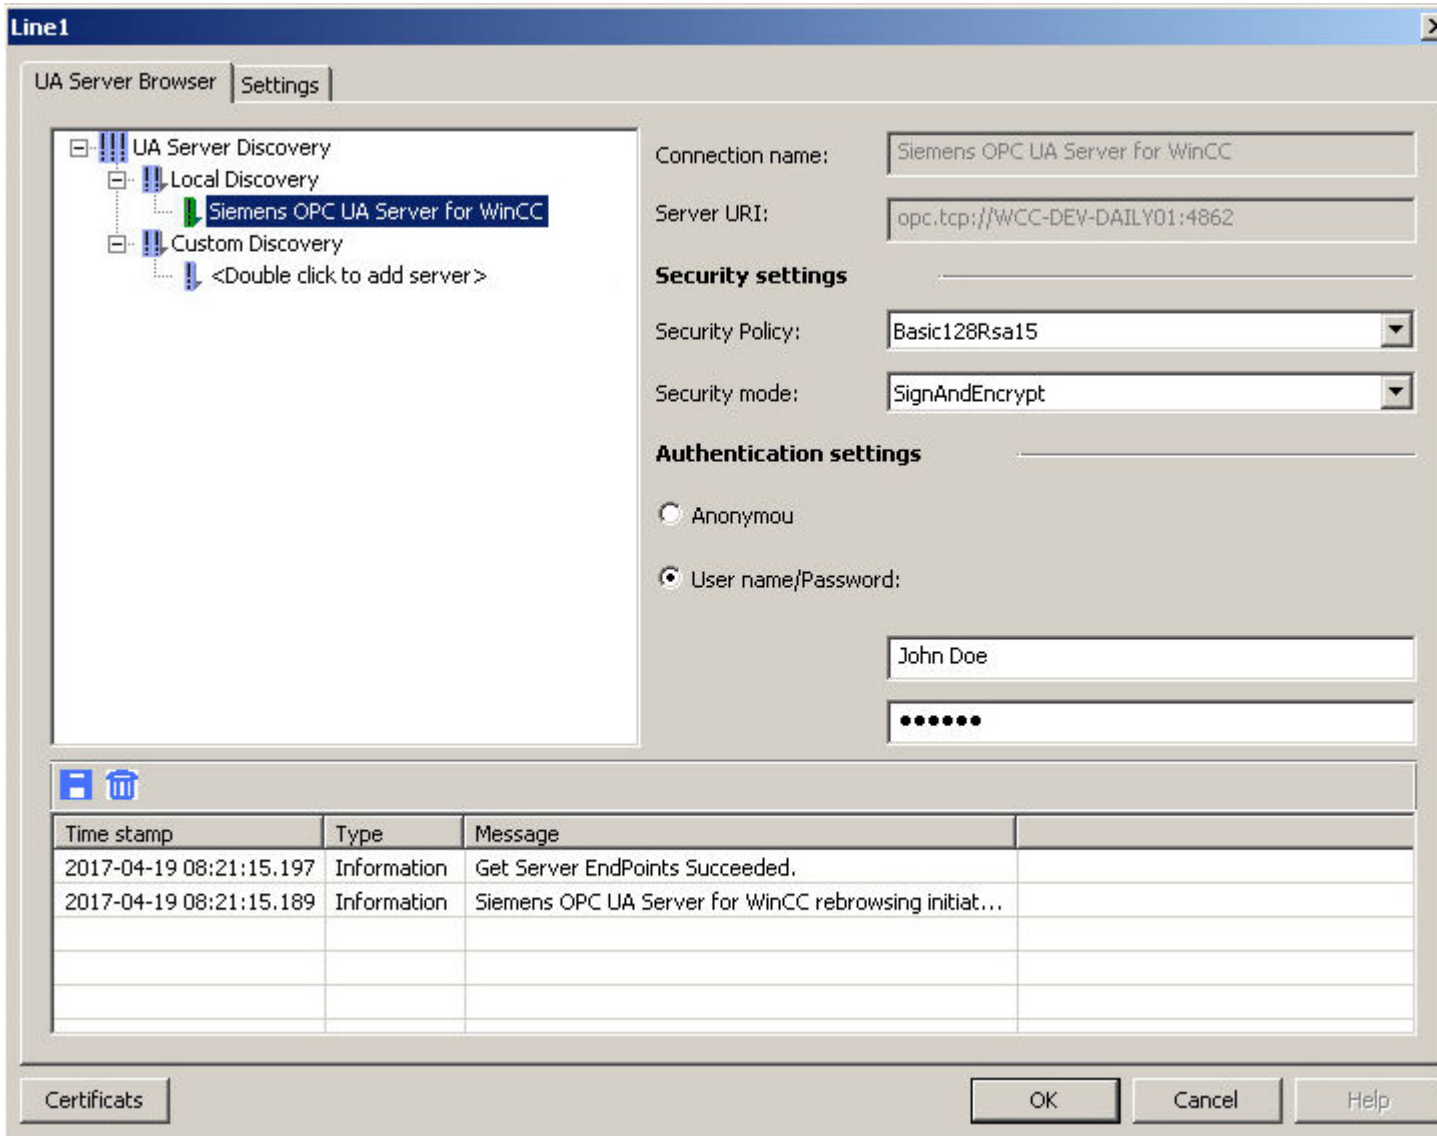 Line1
UA Server Browser
Settings
UA Server Discovery
Local Discovery
Siemens OPC UA Server for WinCC
Custom Discovery
<Double click to add server>
Connection name:
Siemens OPC UA Server for WinCC
Server URI:
opc.tcp://WCC-DEV-DAILY01:4862
Security settings
Security Policy:
Basic128Rsa15
Security mode:
SignAndEncrypt
Authentication settings
Anonymou
User name/Password:
John Doe
••••••
Time stamp Type Message
2017-04-19 08:21:15.197 Information Get Server EndPoints Succeeded.
2017-04-19 08:21:15.189 Information Siemens OPC UA Server for WinCC rebrowsing initiat...
Certificats
OK
Cancel
Help